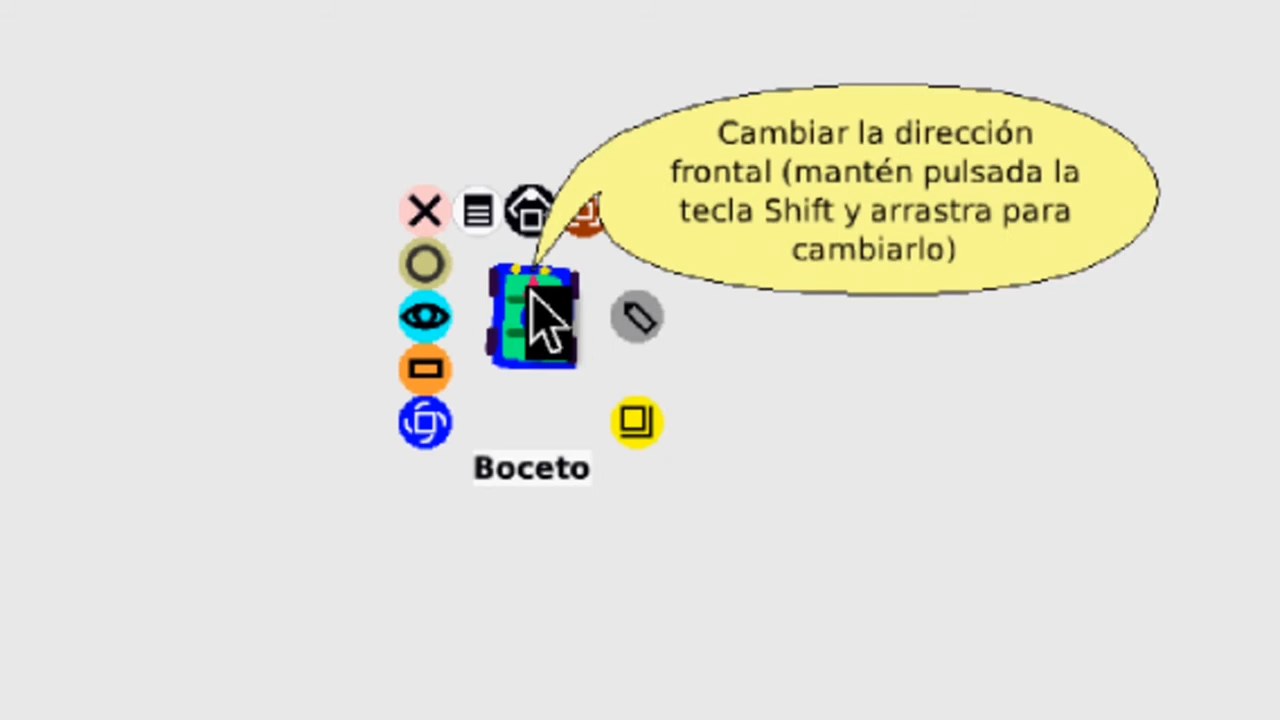 Cambiar la dirección
frontal (mantén pulsada la
tecla Shift y arrastra para
cambiarlo)
Boceto